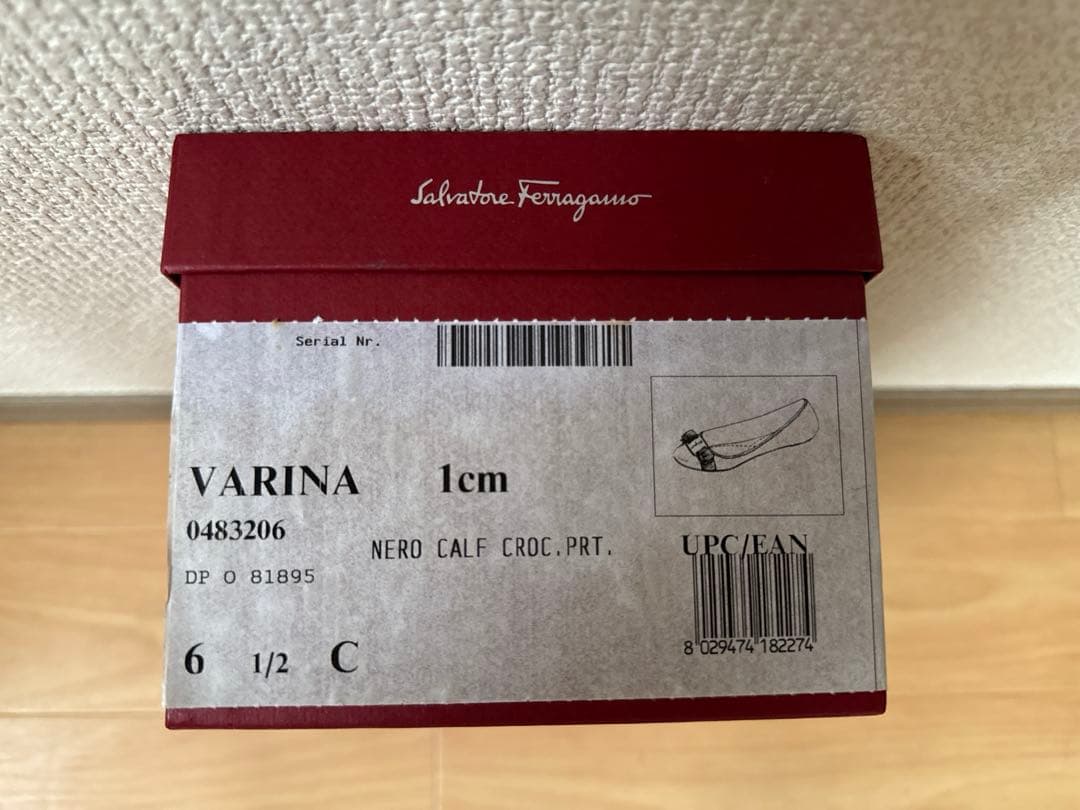 Salvatore Ferragamo
Serial Nr.
VARINA 1cm
0483206
NERO CALF CROC.PRT.
UPC/EAN
DP O 81895
8 029474 182274
6 1/2 C